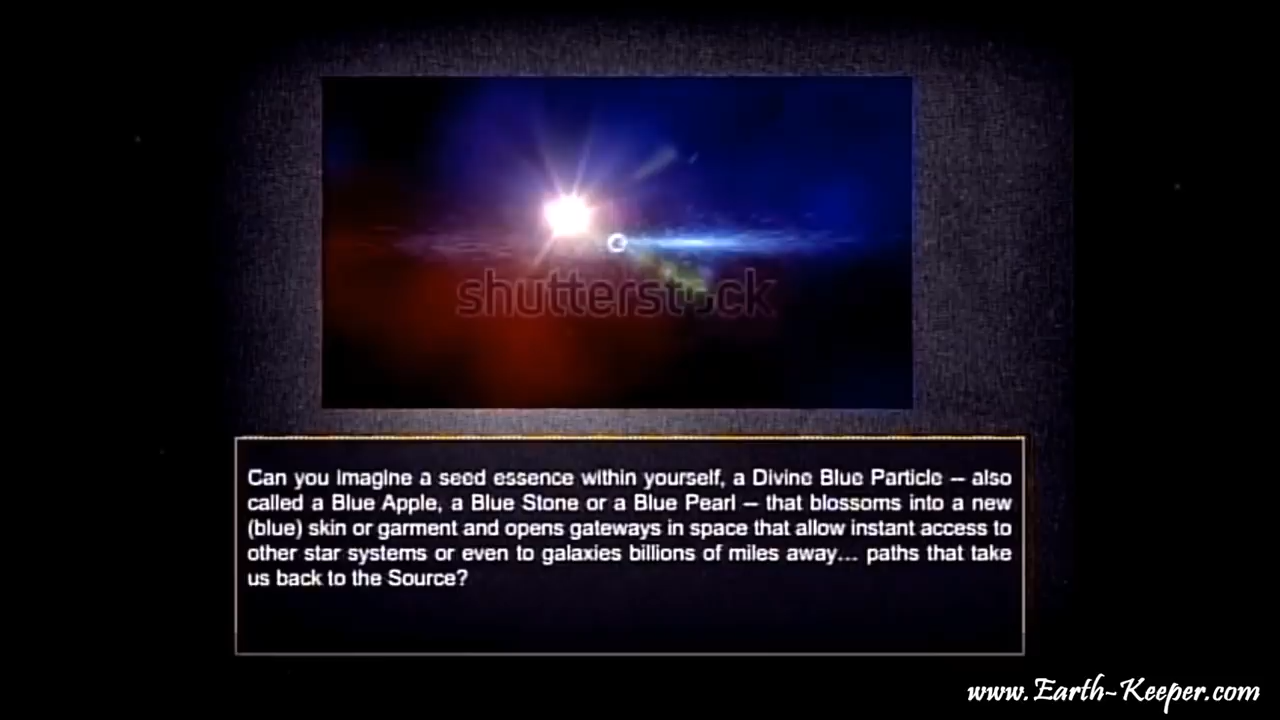 shutterstock
Can you imagine a seed essence within yourself, a Divine Blue Particle – also
called a Blue Apple, a Blue Stone or a Blue Pearl – that blossoms into a new
(blue) skin or garment and opens gateways in space that allow instant access to
other star systems or even to galaxies billions of miles away... paths that take
us back to the Source?
www.Earth-Keeper.com